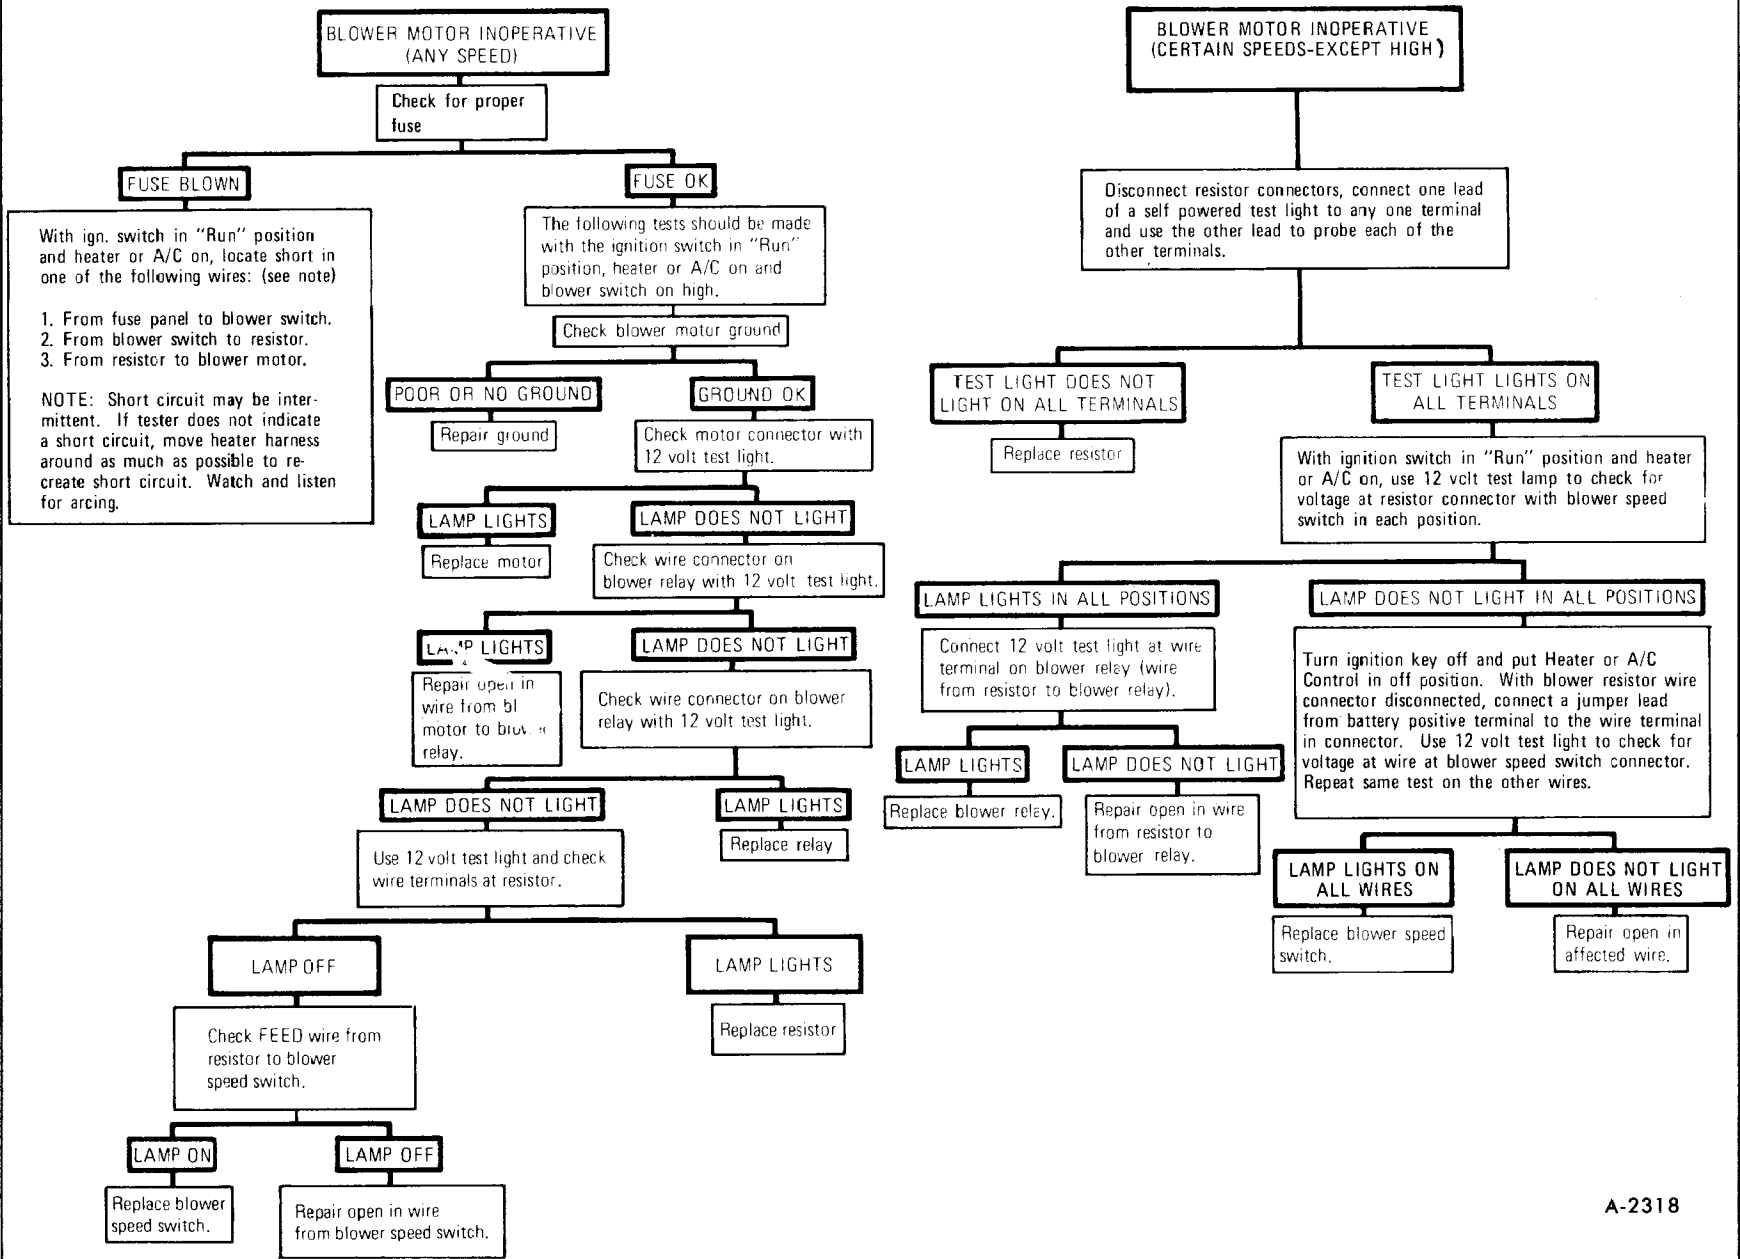 BLOWER MOTOR INOPERATIVE
(ANY SPEED)
Check for proper
fuse
FUSE BLOWN
With ign. switch in "Run" position
and heater or A/C on, locate short in
one of the following wires: (see note)
1. From fuse panel to blower switch.
2. From blower switch to resistor.
3. From resistor to blower motor.
NOTE: Short circuit may be inter-
mittent. If tester does not indicate
a short circuit, move heater harness
around as much as possible to re-
create short circuit. Watch and listen
for arcing.
FUSE OK
The following tests should be made
with the ignition switch in "Run"
position, heater or A/C on and
blower switch on high.
Check blower motor ground
POOR OR NO GROUND
Repair ground
GROUND OK
Check motor connector with
12 volt test light.
LAMP LIGHTS
Replace motor
LAMP DOES NOT LIGHT
Check wire connector on
blower relay with 12 volt test light.
LAMP LIGHTS
Repair open in
wire from bl
motor to
relay.
LAMP DOES NOT LIGHT
Check wire connector on blower
relay with 12 volt test light.
LAMP DOES NOT LIGHT
Use 12 volt test light and check
wire terminals at resistor.
LAMP LIGHTS
Replace relay
LAMP OFF
Check FEED wire from
resistor to blower
speed switch.
LAMP LIGHTS
Replace resistor
LAMP ON
Replace blower
speed switch.
LAMP OFF
Repair open in wire
from blower speed switch.
BLOWER MOTOR INOPERATIVE
(CERTAIN SPEEDS-EXCEPT HIGH)
Disconnect resistor connectors, connect one lead
of a self powered test light to any one terminal
and use the other lead to probe each of the
other terminals.
TEST LIGHT DOES NOT
LIGHT ON ALL TERMINALS
Replace resistor
TEST LIGHT LIGHTS ON
ALL TERMINALS
With ignition switch in "Run" position and heater
or A/C on, use 12 volt test lamp to check for
voltage at resistor connector with blower speed
switch in each position.
LAMP LIGHTS IN ALL POSITIONS
Connect 12 volt test light at wire
terminal on blower relay (wire
from resistor to blower relay).
LAMP LIGHTS
Replace blower relay.
LAMP DOES NOT LIGHT
Repair open in wire
from resistor to
blower relay.
LAMP DOES NOT LIGHT IN ALL POSITIONS
Turn ignition key off and put Heater or A/C
Control in off position. With blower resistor wire
connector disconnected, connect a jumper lead
from battery positive terminal to the wire terminal
in connector. Use 12 volt test light to check for
voltage at wire at blower speed switch connector.
Repeat same test on the other wires.
LAMP LIGHTS ON
ALL WIRES
Replace blower speed
switch.
LAMP DOES NOT LIGHT
ON ALL WIRES
Repair open in
affected wire.
A-2318